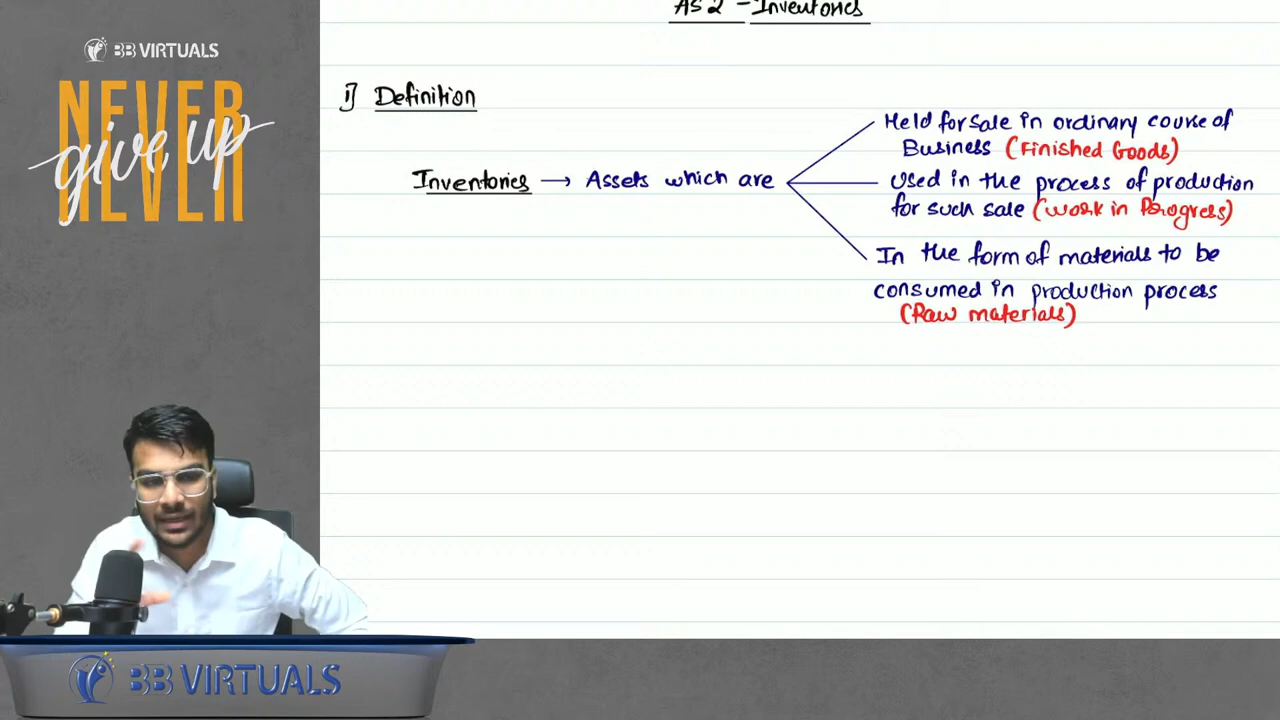 AS 2 - Inventories
BB VIRTUALS
NEVER
give up
NEVER
1] Definition
Inventories → Assets which are
Held for sale in ordinary course of
Business (Finished Goods)
Used in the process of production
for such sale (Work in Progress)
In the form of materials to be
consumed in production process
(Raw materials)
BB VIRTUALS